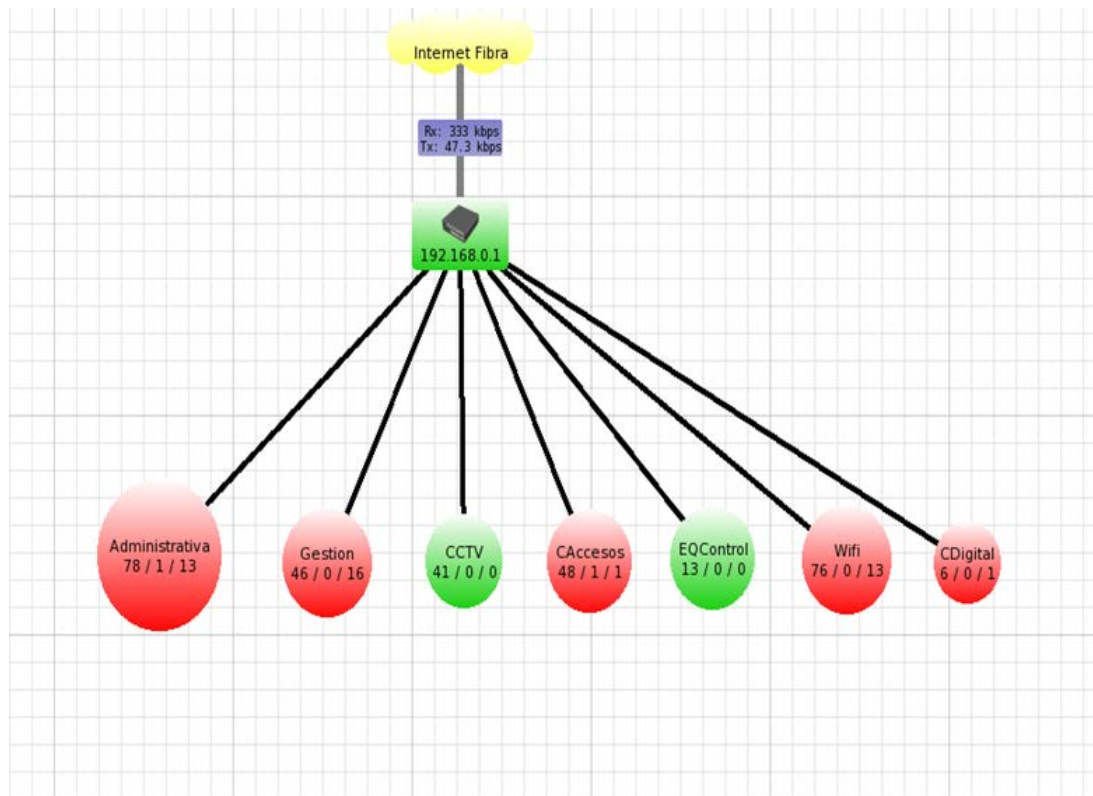 Internet Fibra
Rx: 333 kbps
Tx: 47.3 kbps
192.168.0.1
Administrativa
78 / 1 / 13
Gestion
46 / 0 / 16
CCTV
41 / 0 / 0
CAccesos
48 / 1 / 1
EQControl
13 / 0 / 0
Wifi
76 / 0 / 13
CDigital
6 / 0 / 1